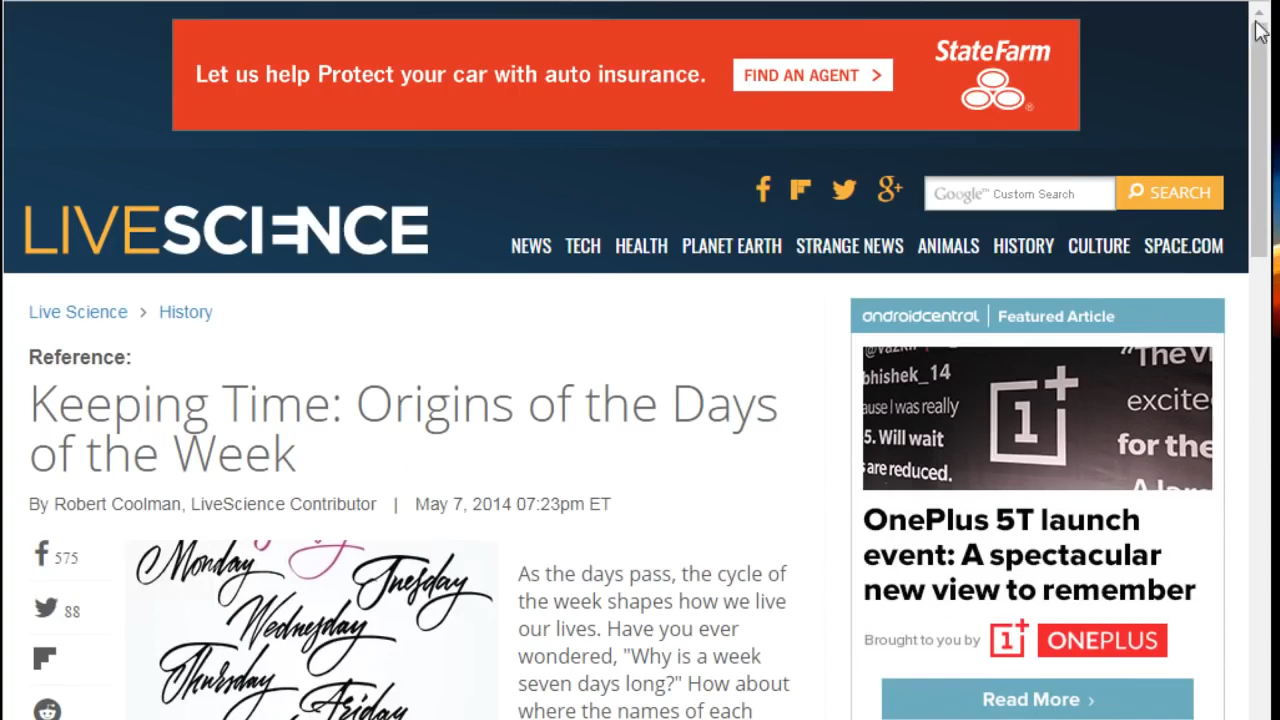 Let us help Protect your car with auto insurance.
FIND AN AGENT >
StateFarm
®
Google™ Custom Search
SEARCH
LIVESCIENCE
NEWS TECH HEALTH PLANET EARTH STRANGE NEWS ANIMALS HISTORY CULTURE SPACE.COM
Live Science > History
Reference:
Keeping Time: Origins of the Days
of the Week
By Robert Coolman, LiveScience Contributor | May 7, 2014 07:23pm ET
575
88
Monday
Tuesday
Wednesday
Thursday
Friday
As the days pass, the cycle of
the week shapes how we live
our lives. Have you ever
wondered, "Why is a week
seven days long?" How about
where the names of each
androidcentral | Featured Article
bhishek_14
ause I was really
5. Will wait
are reduced.
"The vi
excite
for the
OnePlus 5T launch
event: A spectacular
new view to remember
Brought to you by
ONEPLUS
Read More >